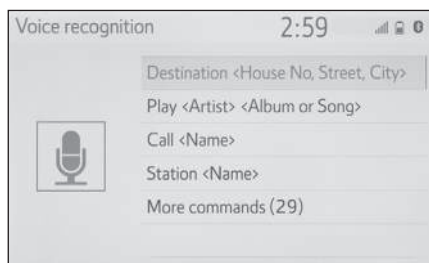 Voice recognition 2:59
Destination <House No, Street, City>
Play <Artist> <Album or Song>
Call <Name>
Station <Name>
More commands (29)